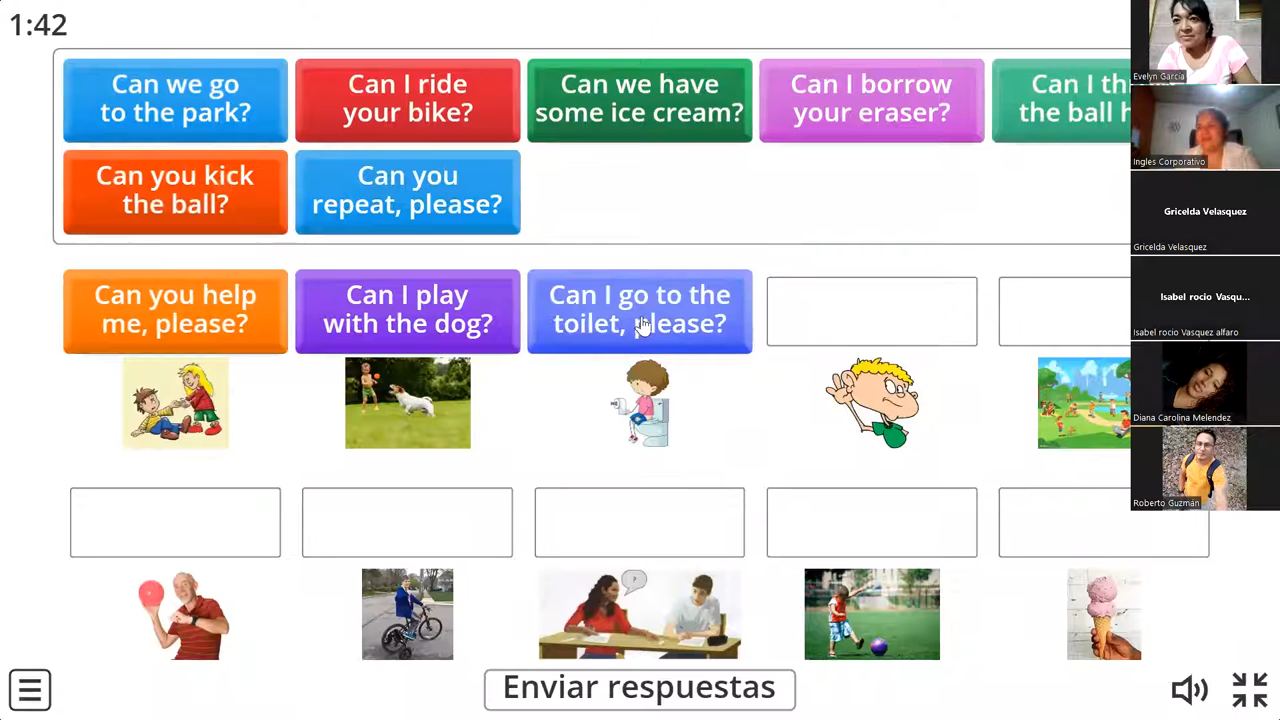 1:42
Can we go
to the park?
Can I ride
your bike?
Can we have
some ice cream?
Can I borrow
your eraser?
Can I
the ball
Can you kick
the ball?
Can you
repeat, please?
Can you help
me, please?
Can I play
with the dog?
Can I go to the
toilet, please?
?
Enviar respuestas
Evelyn García
Ingles Corporativo
Gricelda Velasquez
Gricelda Velasquez
Isabel rocio Vasqu...
Isabel rocio Vasquez alfaro
Diana Carolina Melendez
Roberto Guzmán